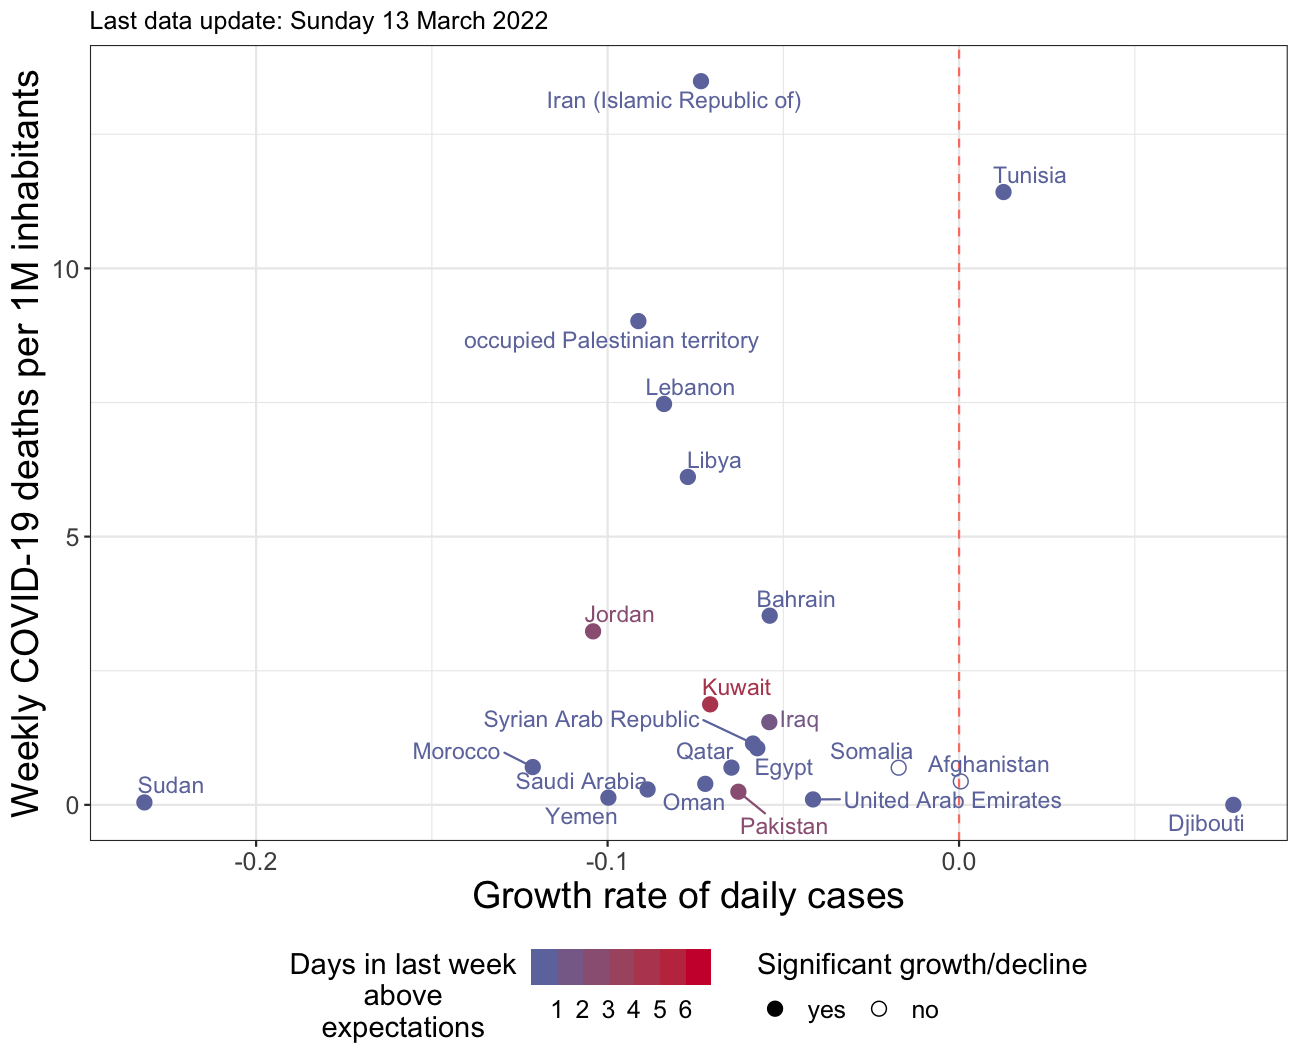 Last data update: Sunday 13 March 2022
Weekly COVID-19 deaths per 1M inhabitants
10
5
0
Iran (Islamic Republic of)
Tunisia
occupied Palestinian territory
Lebanon
Libya
Bahrain
Jordan
Kuwait
Syrian Arab Republic
Iraq
Morocco
Qatar
Somalia
Egypt
Afghanistan
Sudan
Saudi Arabia
Oman
United Arab Emirates
Yemen
Pakistan
Djibouti
-0.2
-0.1
0.0
Growth rate of daily cases
Days in last week
above
expectations
1 2 3 4 5 6
Significant growth/decline
yes
no